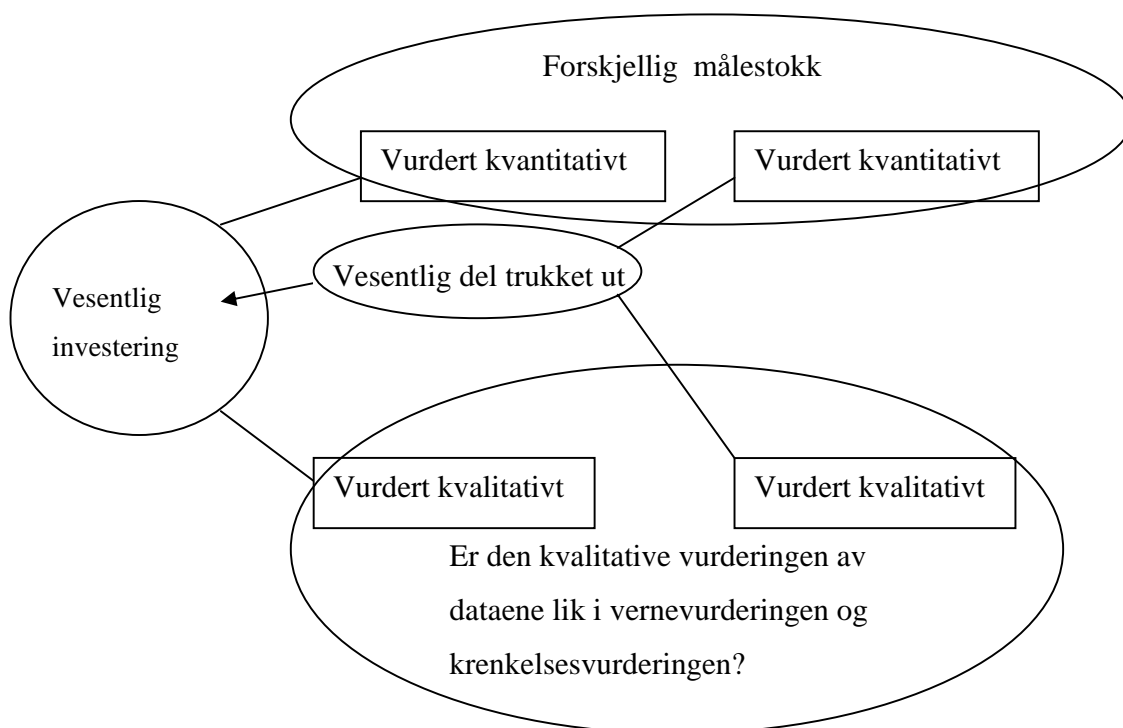 Forskjellig målestokk
Vurdert kvantitativt
Vurdert kvantitativt
Vesentlig del trukket ut
Vesentlig
investering
Vurdert kvalitativt
Vurdert kvalitativt
Er den kvalitative vurderingen av
dataene lik i vernevurderingen og
krenkelsesvurderingen?